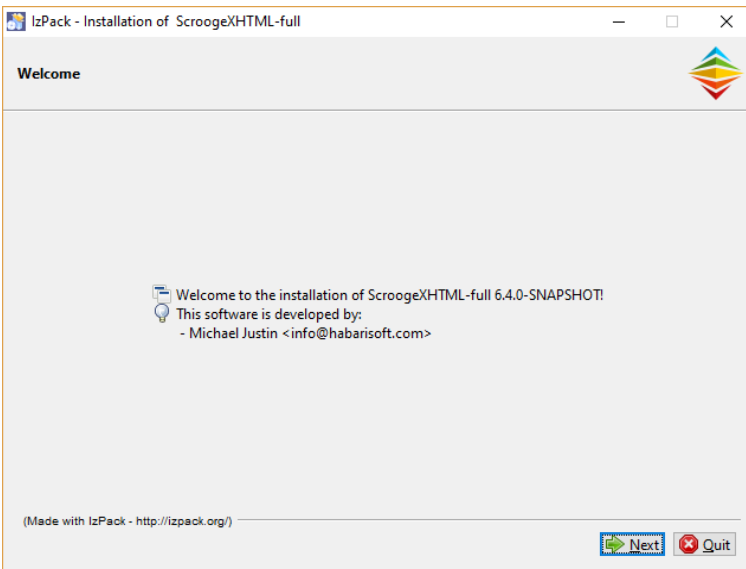 IzPack - Installation of ScroogeXHTML-full
Welcome
Welcome to the installation of ScroogeXHTML-full 6.4.0-SNAPSHOT!
This software is developed by:
- Michael Justin <info@habarisoft.com>
(Made with IzPack - http://izpack.org/)
Next Quit